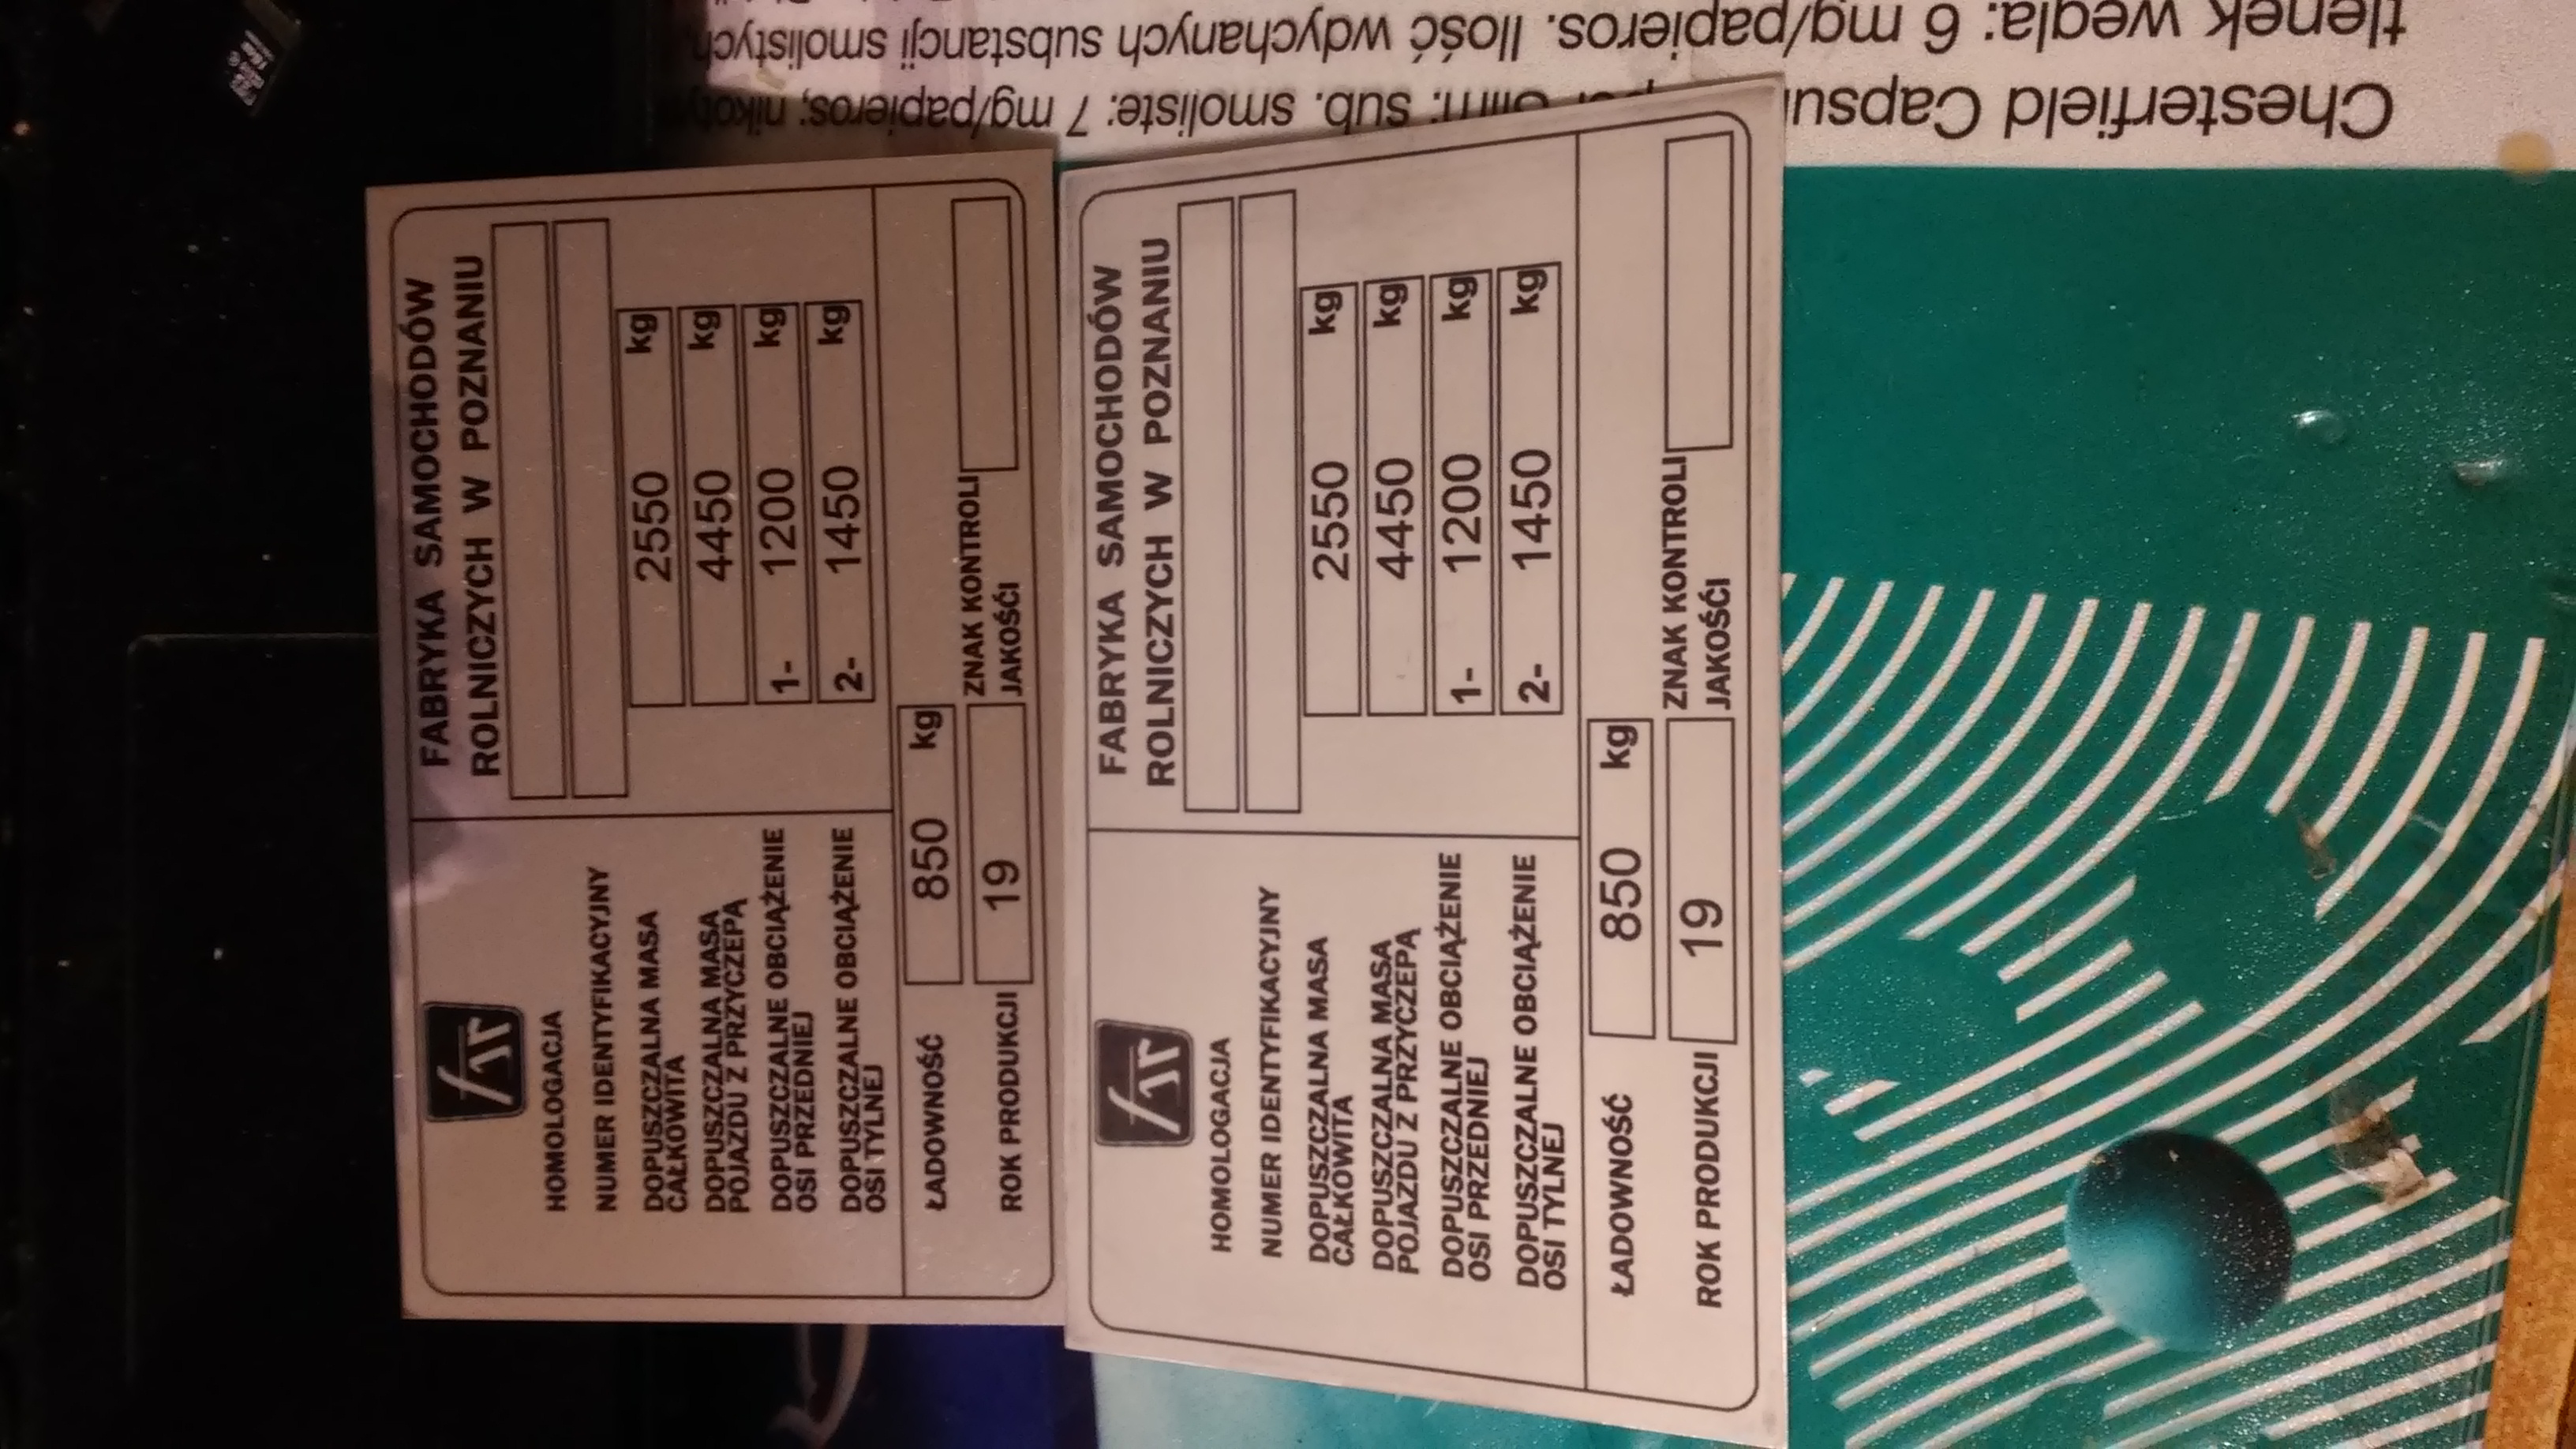 FABRYKA SAMOCHODÓW
ROLNICZYCH W POZNANIU
HOMOLOGACJA
NUMER IDENTYFIKACYJNY
DOPUSZCZALNA MASA
CAŁKOWITA
2550 kg
DOPUSZCZALNA MASA
POJAZDU Z PRZYCZEPĄ
4450 kg
DOPUSZCZALNE OBCIĄŻENIE
OSI PRZEDNIEJ
1- 1200 kg
DOPUSZCZALNE OBCIĄŻENIE
OSI TYLNEJ
2- 1450 kg
ŁADOWNOŚĆ 850 kg
ROK PRODUKCJI 19
ZNAK KONTROLI
JAKOŚĆI
FABRYKA SAMOCHODÓW
ROLNICZYCH W POZNANIU
HOMOLOGACJA
NUMER IDENTYFIKACYJNY
DOPUSZCZALNA MASA
CAŁKOWITA
2550 kg
DOPUSZCZALNA MASA
POJAZDU Z PRZYCZEPĄ
4450 kg
DOPUSZCZALNE OBCIĄŻENIE
OSI PRZEDNIEJ
1- 1200 kg
DOPUSZCZALNE OBCIĄŻENIE
OSI TYLNEJ
2- 1450 kg
ŁADOWNOŚĆ 850 kg
ROK PRODUKCJI 19
ZNAK KONTROLI
JAKOŚĆI
Chesterfield sub. smoliste: 7 mg/papieros;
tlenek węgla: 6 mg/papieros. Ilość wdychanych substancji smolistych,